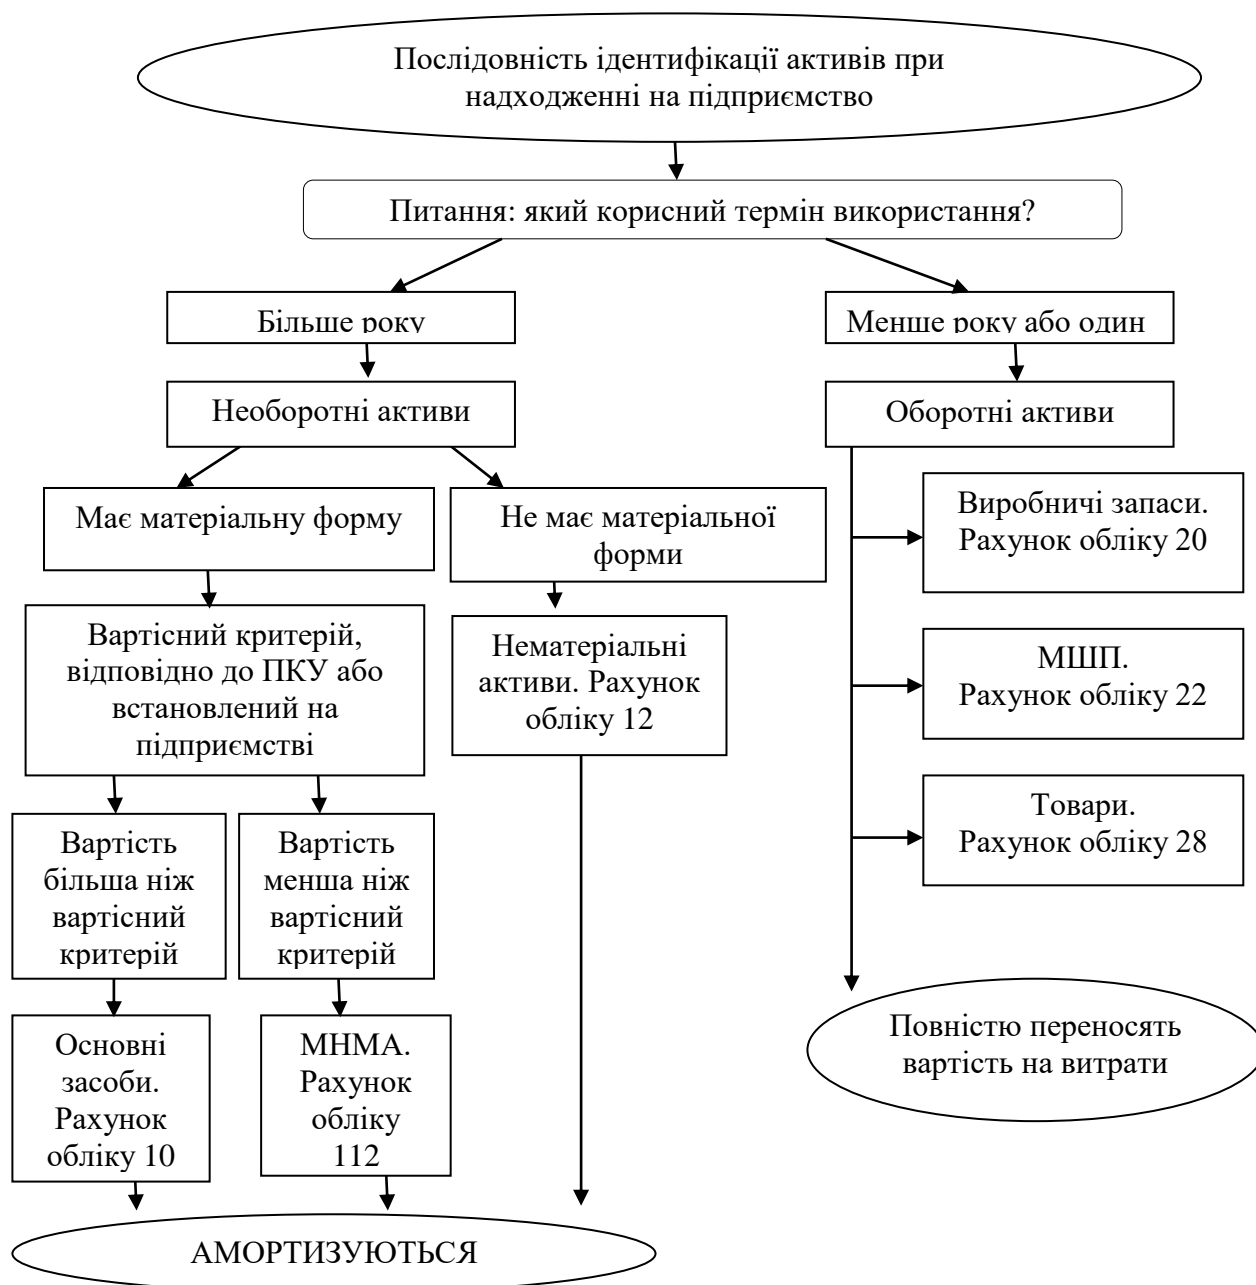 Послідовність ідентифікації активів при
надходженні на підприємство
Питання: який корисний термін використання?
Більше року
Менше року або один
Необоротні активи
Оборотні активи
Має матеріальну форму
Не має матеріальної
форми
Виробничі запаси.
Рахунок обліку 20
Вартісний критерій,
відповідно до ПКУ або
встановлений на
підприємстві
Нематеріальні
активи. Рахунок
обліку 12
МШП.
Рахунок обліку 22
Товари.
Рахунок обліку 28
Вартість
більша ніж
вартісний
критерій
Вартість
менша ніж
вартісний
критерій
Основні
засоби.
Рахунок
обліку 10
МНМА.
Рахунок
обліку
112
Повністю переносять
вартість на витрати
АМОРТИЗУЮТЬСЯ